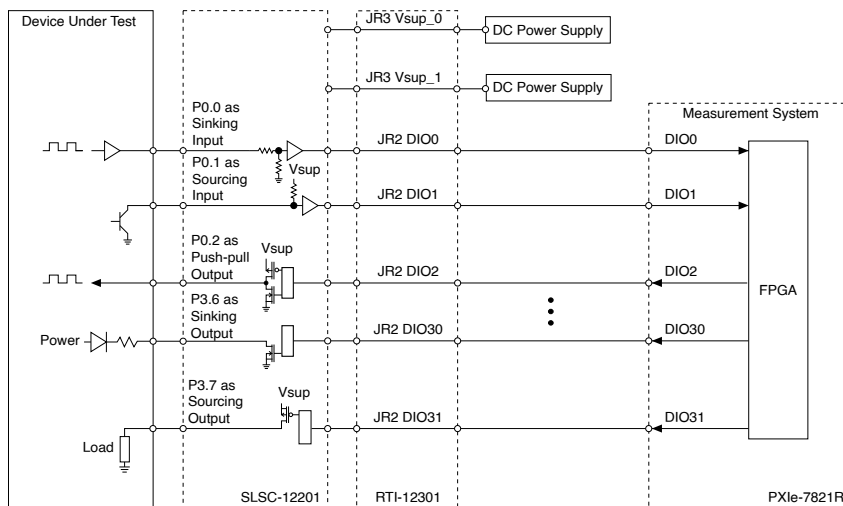 Device Under Test
JR3 Vsup_0
DC Power Supply
JR3 Vsup_1
DC Power Supply
Measurement System
P0.0 as
Sinking
Input
JR2 DIO0
DIO0
P0.1 as
Sourcing
Input
Vsup
JR2 DIO1
DIO1
P0.2 as
Push-pull
Output
Vsup
JR2 DIO2
DIO2
FPGA
P3.6 as
Sinking
Output
Power
JR2 DIO30
DIO30
P3.7 as
Sourcing
Output
Vsup
JR2 DIO31
DIO31
Load
SLSC-12201
RTI-12301
PXIe-7821R